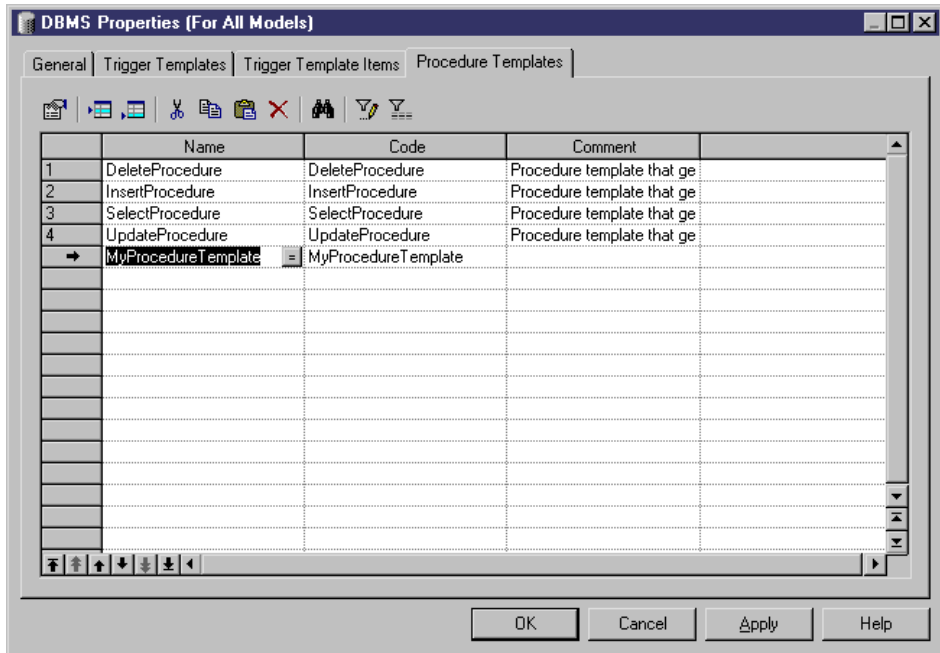 DBMS Properties (For All Models)
General Trigger Templates Trigger Template Items Procedure Templates
Name Code Comment
1 DeleteProcedure DeleteProcedure Procedure template that ge
2 InsertProcedure InsertProcedure Procedure template that ge
3 SelectProcedure SelectProcedure Procedure template that ge
4 UpdateProcedure UpdateProcedure Procedure template that ge
MyProcedureTemplate = MyProcedureTemplate
OK Cancel Apply Help